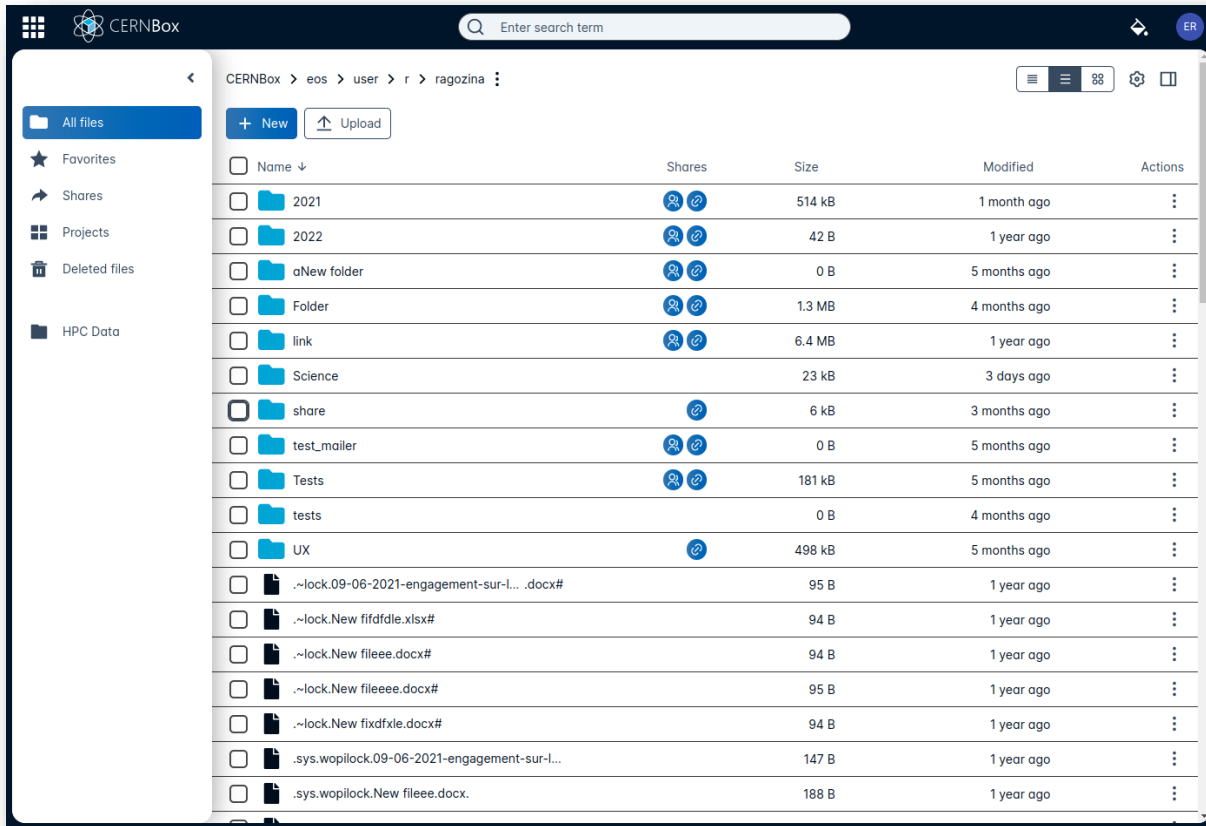 CERNBox
Enter search term
ER
CERNBox > eos > user > r > ragozina
All files
Favorites
Shares
Projects
Deleted files
HPC Data
+ New
Upload
Name Shares Size Modified Actions
2021 514 kB 1 month ago
2022 42 B 1 year ago
aNew folder 0 B 5 months ago
Folder 1.3 MB 4 months ago
link 6.4 MB 1 year ago
Science 23 kB 3 days ago
share 6 kB 3 months ago
test_mailer 0 B 5 months ago
Tests 181 kB 5 months ago
tests 0 B 4 months ago
UX 498 kB 5 months ago
.~lock.09-06-2021-engagement-sur-l... .docx# 95 B 1 year ago
.~lock.New fifdfdle.xlsx# 94 B 1 year ago
.~lock.New fileee.docx# 94 B 1 year ago
.~lock.New fileeee.docx# 95 B 1 year ago
.~lock.New fixdfxle.docx# 94 B 1 year ago
.sys.wopilock.09-06-2021-engagement-sur-l... 147 B 1 year ago
.sys.wopilock.New fileee.docx. 188 B 1 year ago